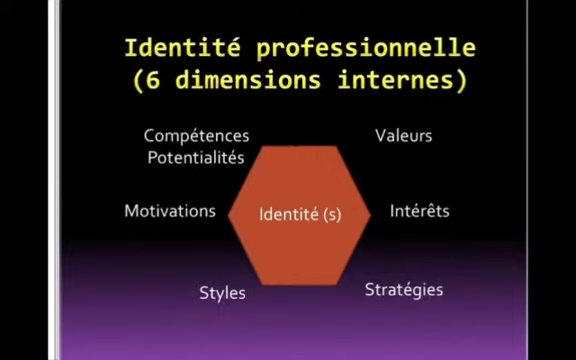 Identité professionnelle
(6 dimensions internes)
Compétences
Potentialités
Valeurs
Motivations
Identité (s)
Intérêts
Styles
Stratégies